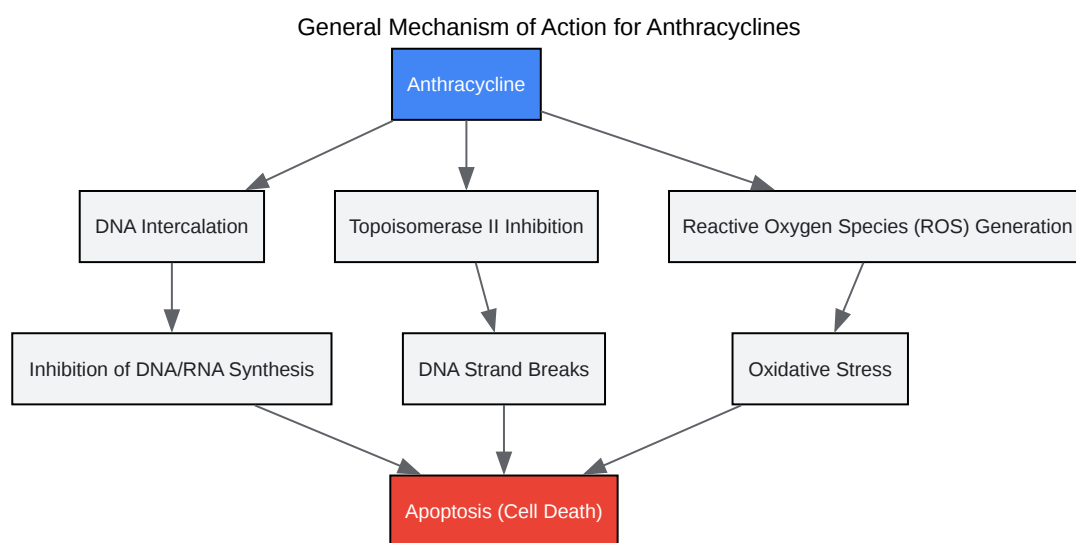 General Mechanism of Action for Anthracyclines
Anthracycline
DNA Intercalation
Topoisomerase II Inhibition
Reactive Oxygen Species (ROS) Generation
Inhibition of DNA/RNA Synthesis
DNA Strand Breaks
Oxidative Stress
Apoptosis (Cell Death)